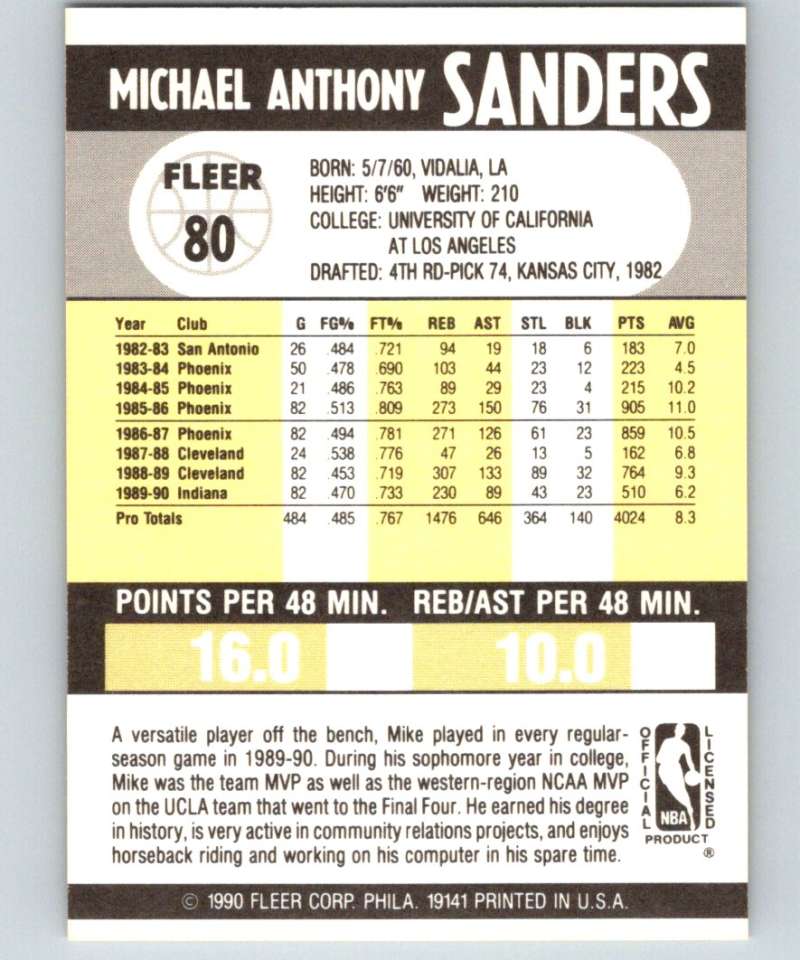 MICHAEL ANTHONY SANDERS
FLEER
80
BORN: 5/7/60, VIDALIA, LA
HEIGHT: 6'6" WEIGHT: 210
COLLEGE: UNIVERSITY OF CALIFORNIA
AT LOS ANGELES
DRAFTED: 4TH RD-PICK 74, KANSAS CITY, 1982
Year Club G FG% FT% REB AST STL BLK PTS AVG
1982-83 San Antonio 26 .484 .721 94 19 18 6 183 7.0
1983-84 Phoenix 50 .478 .690 103 44 23 12 223 4.5
1984-85 Phoenix 21 .486 .763 89 29 23 4 215 10.2
1985-86 Phoenix 82 .513 .809 273 150 76 31 905 11.0
1986-87 Phoenix 82 .494 .781 271 126 61 23 859 10.5
1987-88 Cleveland 24 .538 .776 47 26 13 5 162 6.8
1988-89 Cleveland 82 .453 .719 307 133 89 32 764 9.3
1989-90 Indiana 82 .470 .733 230 89 43 23 510 6.2
Pro Totals 484 .485 .767 1476 646 364 140 4024 8.3
POINTS PER 48 MIN. REB/AST PER 48 MIN.
16.0 10.0
A versatile player off the bench, Mike played in every regular-
season game in 1989-90. During his sophomore year in college,
Mike was the team MVP as well as the western-region NCAA MVP
on the UCLA team that went to the Final Four. He earned his degree
in history, is very active in community relations projects, and enjoys
horseback riding and working on his computer in his spare time.
OFFICIAL
NBA
LICENSED
PRODUCT
®
© 1990 FLEER CORP. PHILA. 19141 PRINTED IN U.S.A.